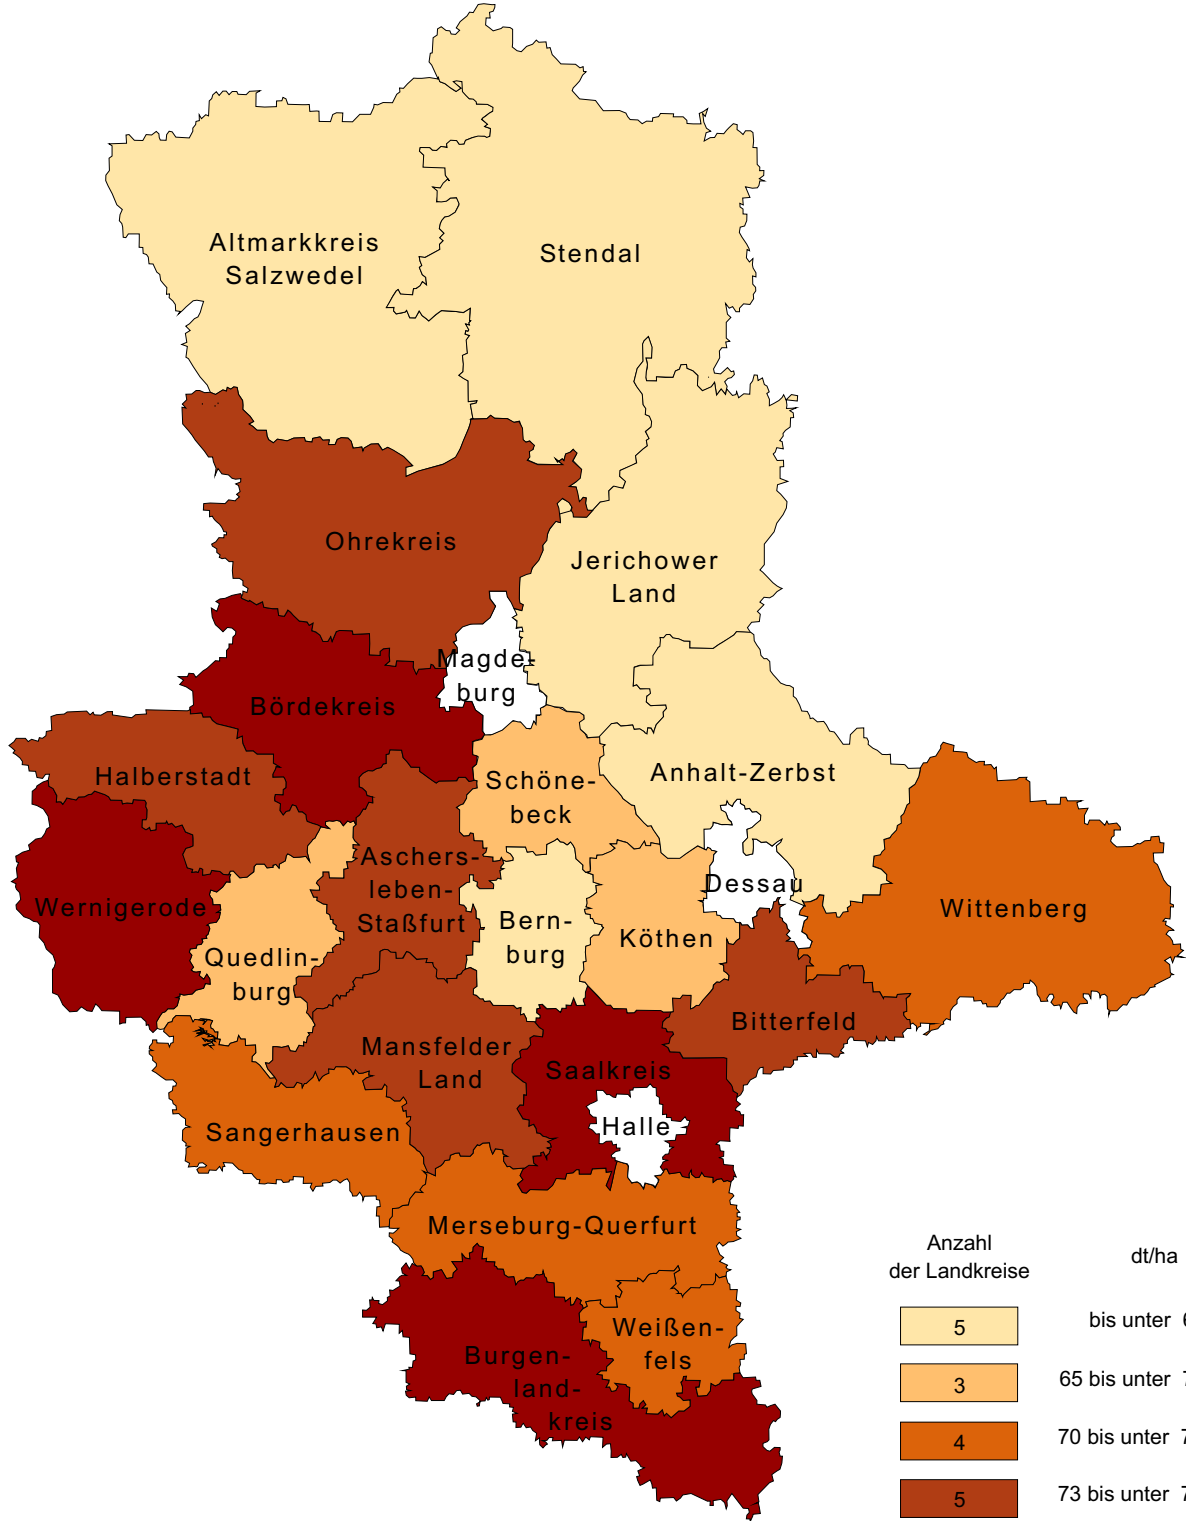 Altmarkkreis
Salzwedel
Stendal
Ohrekreis
Jerichower
Land
Magde-
burg
Bördekreis
Halberstadt
Schöne-
beck
Anhalt-Zerbst
Aschers-
leben-
Staßfurt
Wernigerode
Dessau
Wittenberg
Bern-
burg
Köthen
Quedlin-
burg
Bitterfeld
Mansfelder
Land
Saalkreis
Halle
Sangerhausen
Merseburg-Querfurt
Weißen-
fels
Burgen-
land-
kreis
Anzahl
der Landkreise
dt/ha
5 bis unter
3 65 bis unter
4 70 bis unter
5 73 bis unter